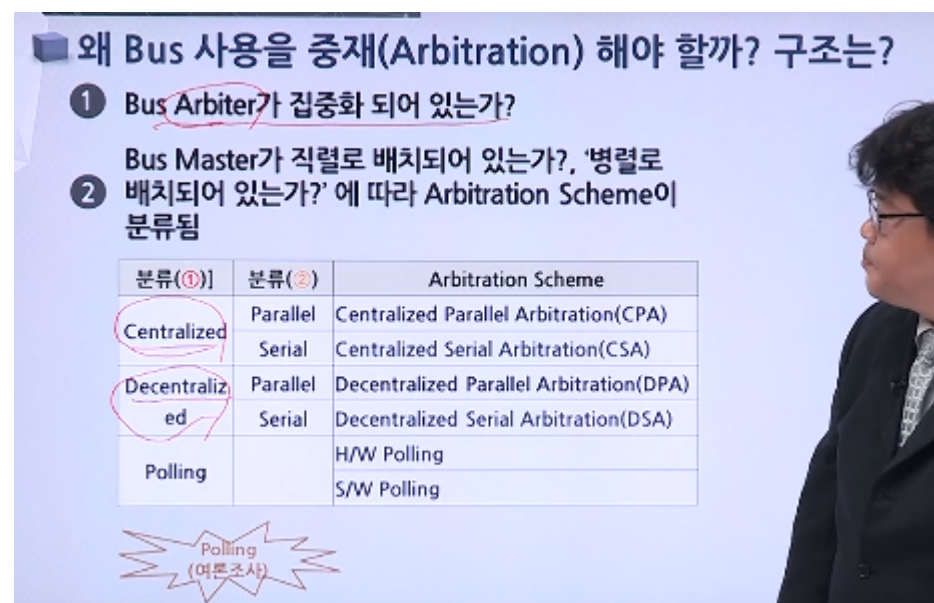 왜 Bus 사용을 중재(Arbitration) 해야 할까? 구조는?
1 Bus Arbiter가 집중화 되어 있는가?
Bus Master가 직렬로 배치되어 있는가?, ‘병렬로
2 배치되어 있는가?’ 에 따라 Arbitration Scheme이
분류됨
분류(①)] 분류(②) Arbitration Scheme
Centralized
Parallel Centralized Parallel Arbitration(CPA)
Serial Centralized Serial Arbitration(CSA)
Decentraliz
ed
Parallel Decentralized Parallel Arbitration(DPA)
Serial Decentralized Serial Arbitration(DSA)
Polling
H/W Polling
S/W Polling
Polling
(여론조사)